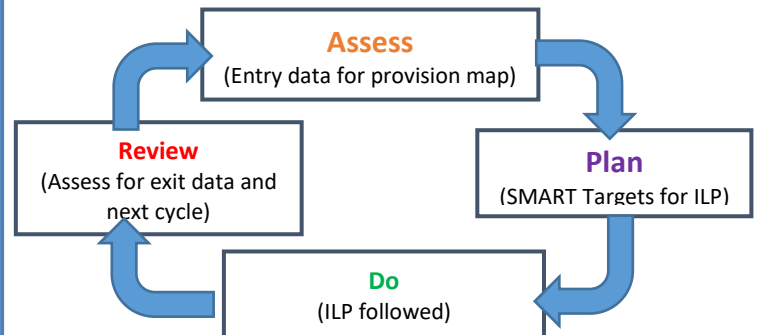 Assess
(Entry data for provision map)
Plan
(SMART Targets for ILP)
Do
(ILP followed)
Review
(Assess for exit data and
next cycle)